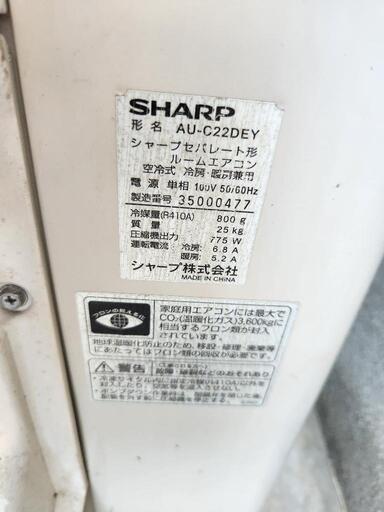 SHARP
形名 AU-C22DEY
シャープセパレート形
ルームエアコン
空冷式 冷房・暖房兼用
電源 単相 100V 50/60Hz
製造番号 35000477
冷媒量(R410A) 800g
質量 25kg
圧縮機出力 775W
運転電流: 冷房: 6.8A
暖房: 5.2A
シャープ株式会社
MADE IN CHINA
フロンの見える化
家庭用エアコンには最大で
CO₂(温暖化ガス)3,600kgに
相当するフロン類が封入
されています。
地球温暖化防止のため、移設・修理・廃棄等
にあたってはフロン類の回収が必要です。
警告